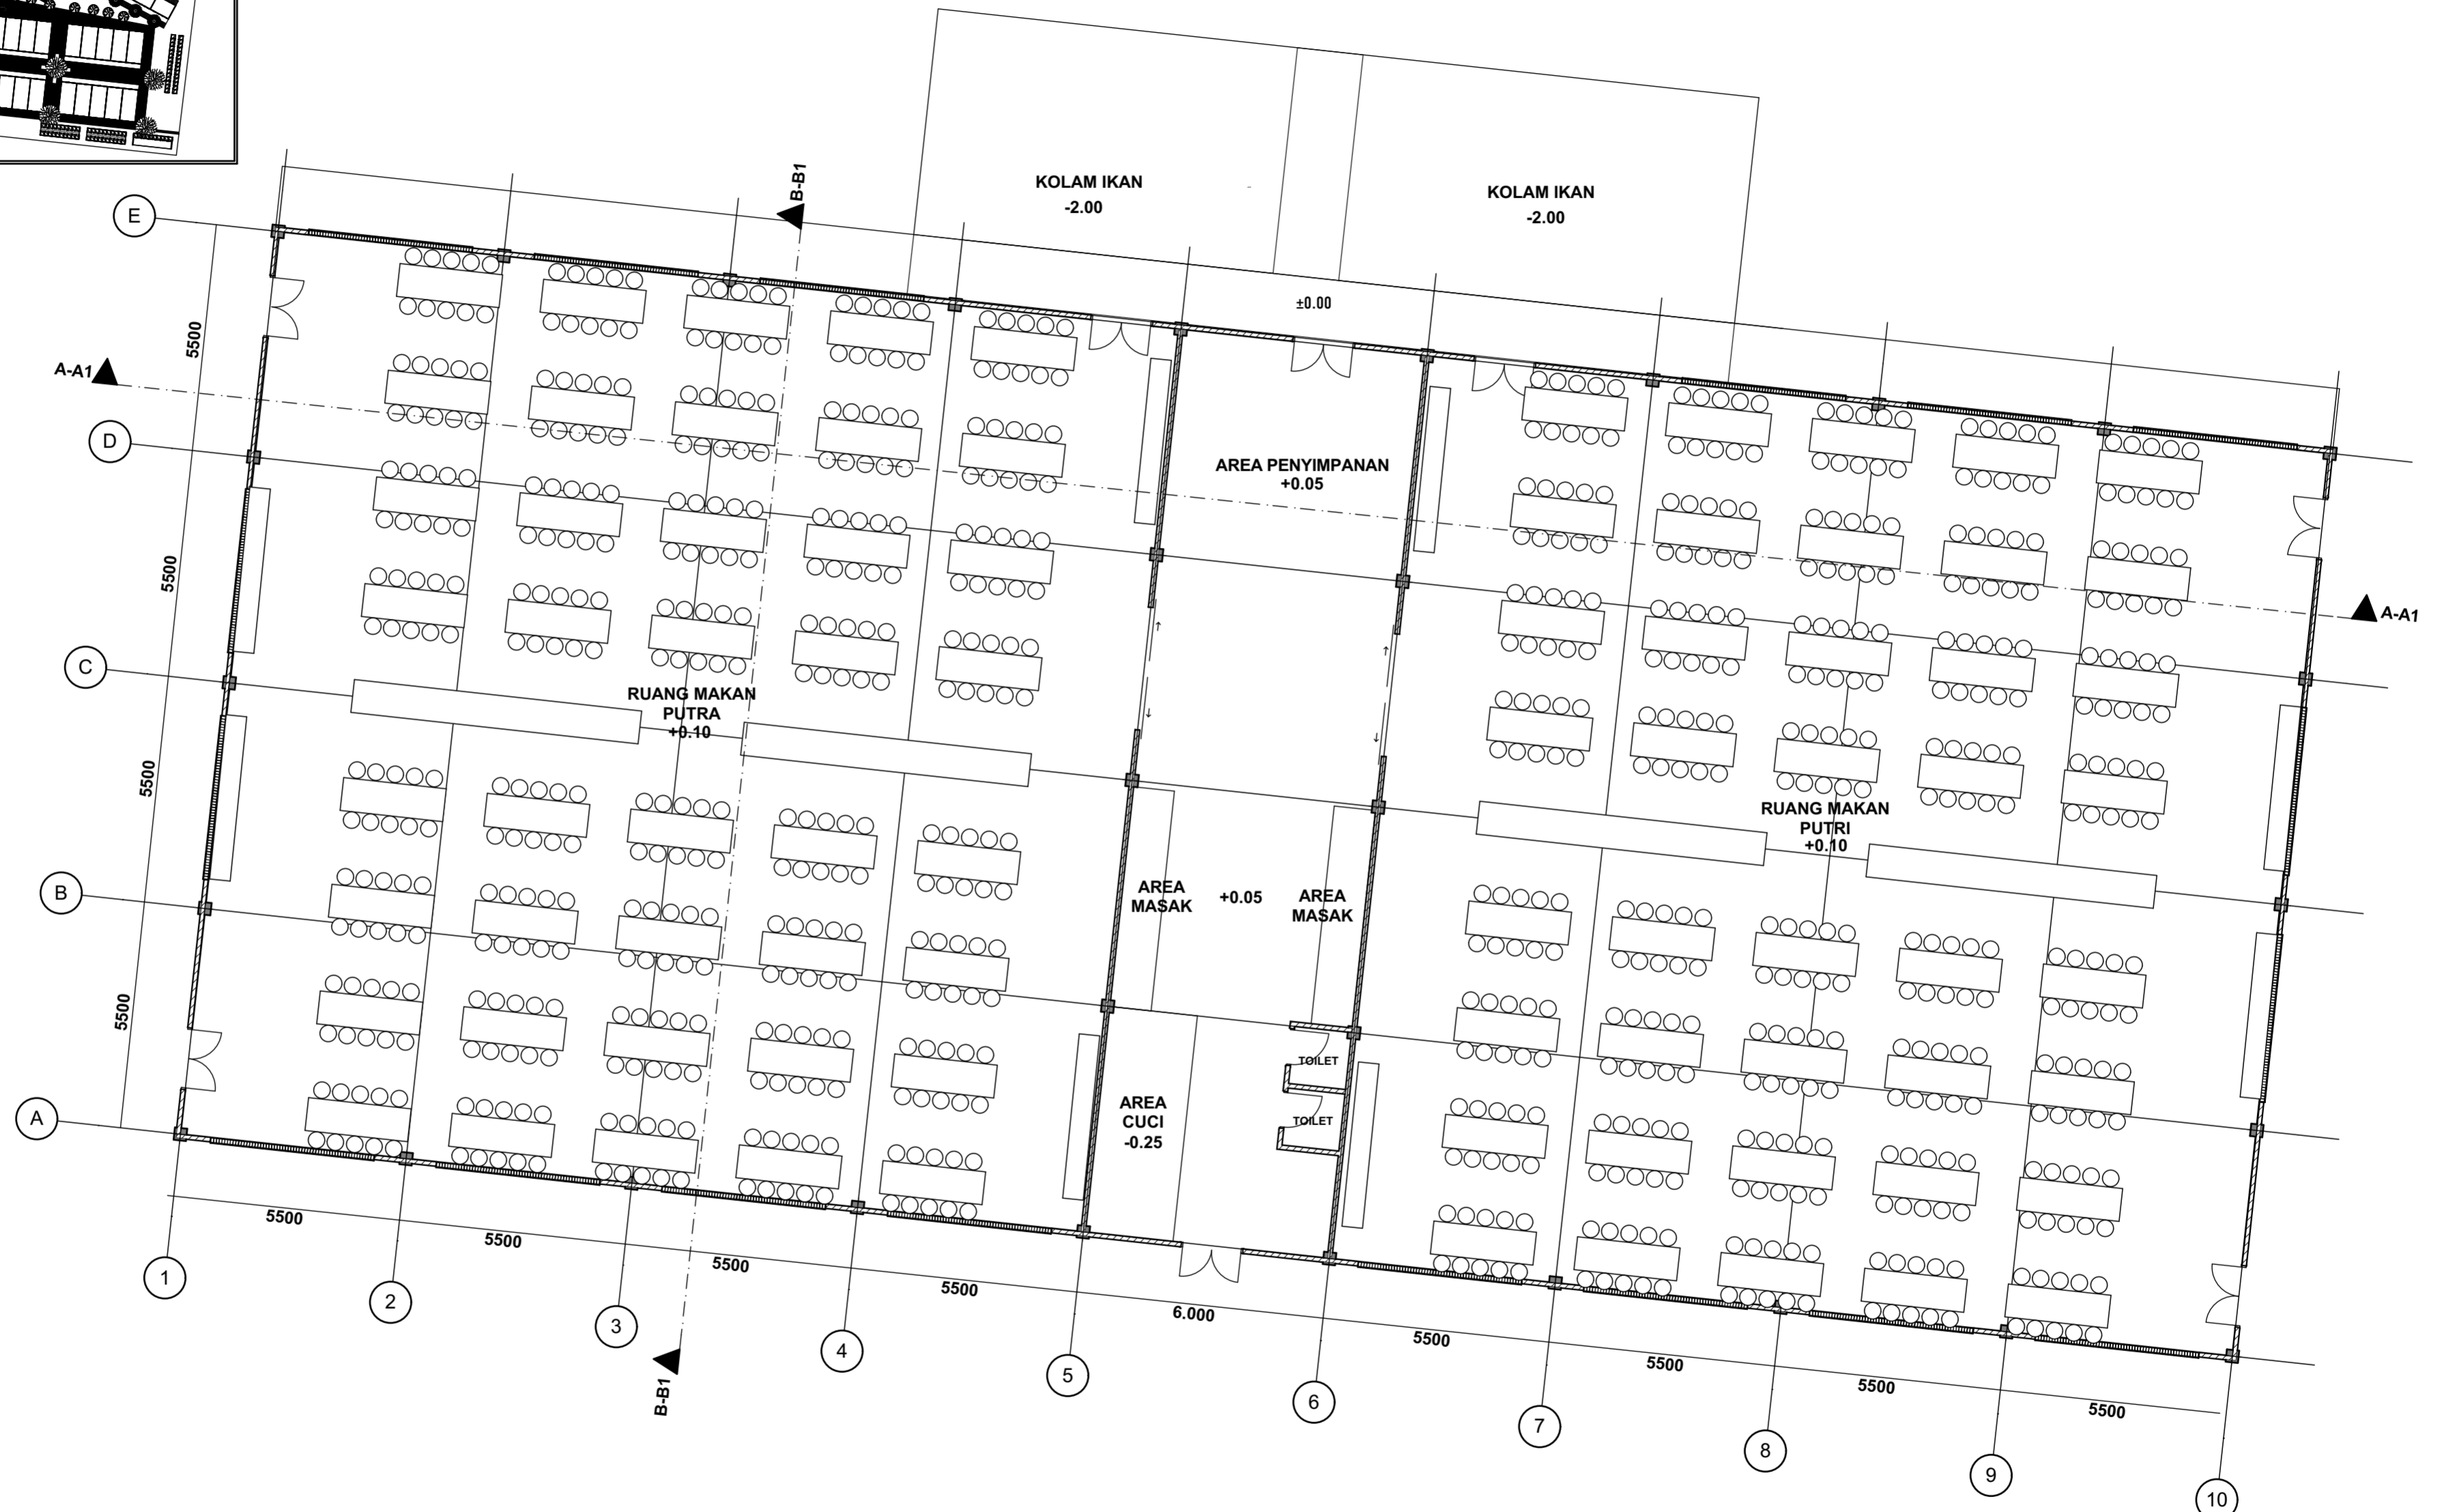 KOLAM IKAN
-2.00
KOLAM IKAN
-2.00
B-B1
E
±0.00
5500
A-A1
D
AREA PENYIMPANAN
+0.05
5500
A-A1
C
RUANG MAKAN
PUTRA
+0.10
5500
RUANG MAKAN
PUTRI
+0.10
B
AREA
MASAK
+0.05
AREA
MASAK
5500
TOILET
TOILET
A
AREA
CUCI
-0.25
5500
5500
5500
5500
6.000
5500
5500
5500
5500
B-B1
1
2
3
4
5
6
7
8
9
10